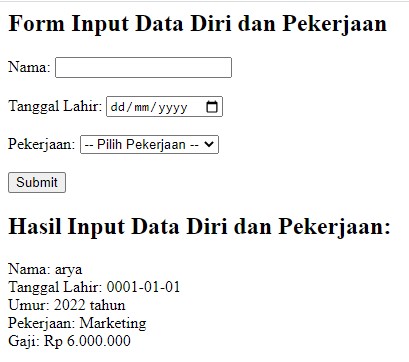 Form Input Data Diri dan Pekerjaan
Nama:
Tanggal Lahir: dd/mm/yyyy
Pekerjaan: -- Pilih Pekerjaan --
Submit
Hasil Input Data Diri dan Pekerjaan:
Nama: arya
Tanggal Lahir: 0001-01-01
Umur: 2022 tahun
Pekerjaan: Marketing
Gaji: Rp 6.000.000